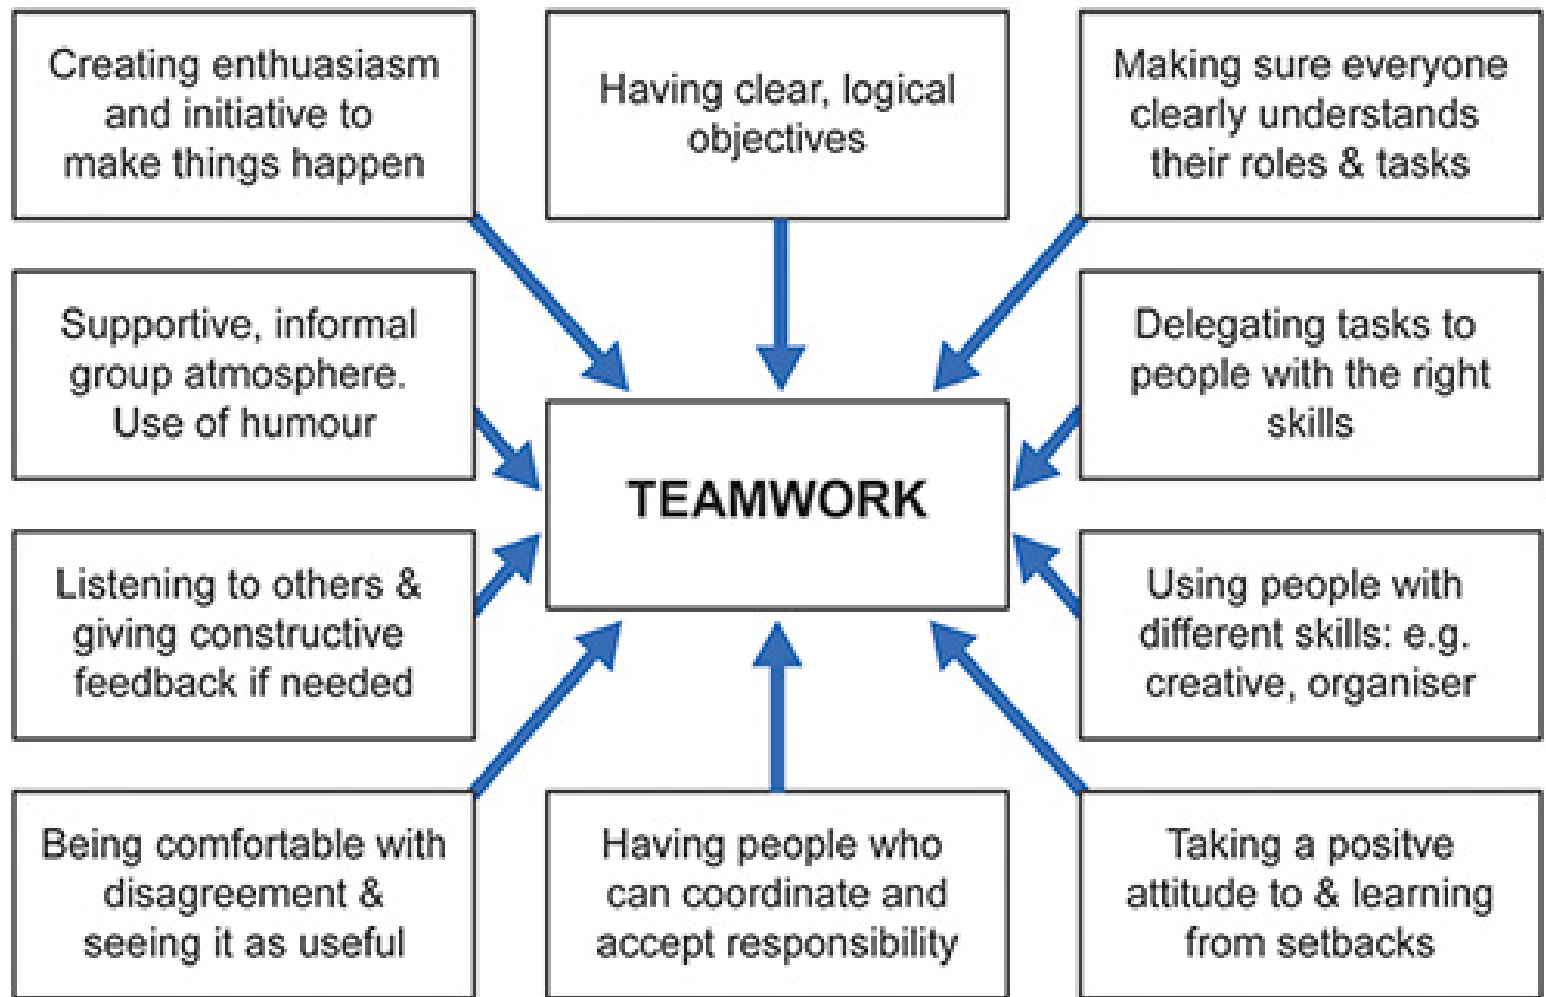 Creating enthuasiasm
and initiative to
make things happen
Having clear, logical
objectives
Making sure everyone
clearly understands
their roles & tasks
Supportive, informal
group atmosphere.
Use of humour
Delegating tasks to
people with the right
skills
TEAMWORK
Listening to others &
giving constructive
feedback if needed
Using people with
different skills: e.g.
creative, organiser
Being comfortable with
disagreement &
seeing it as useful
Having people who
can coordinate and
accept responsibility
Taking a positve
attitude to & learning
from setbacks